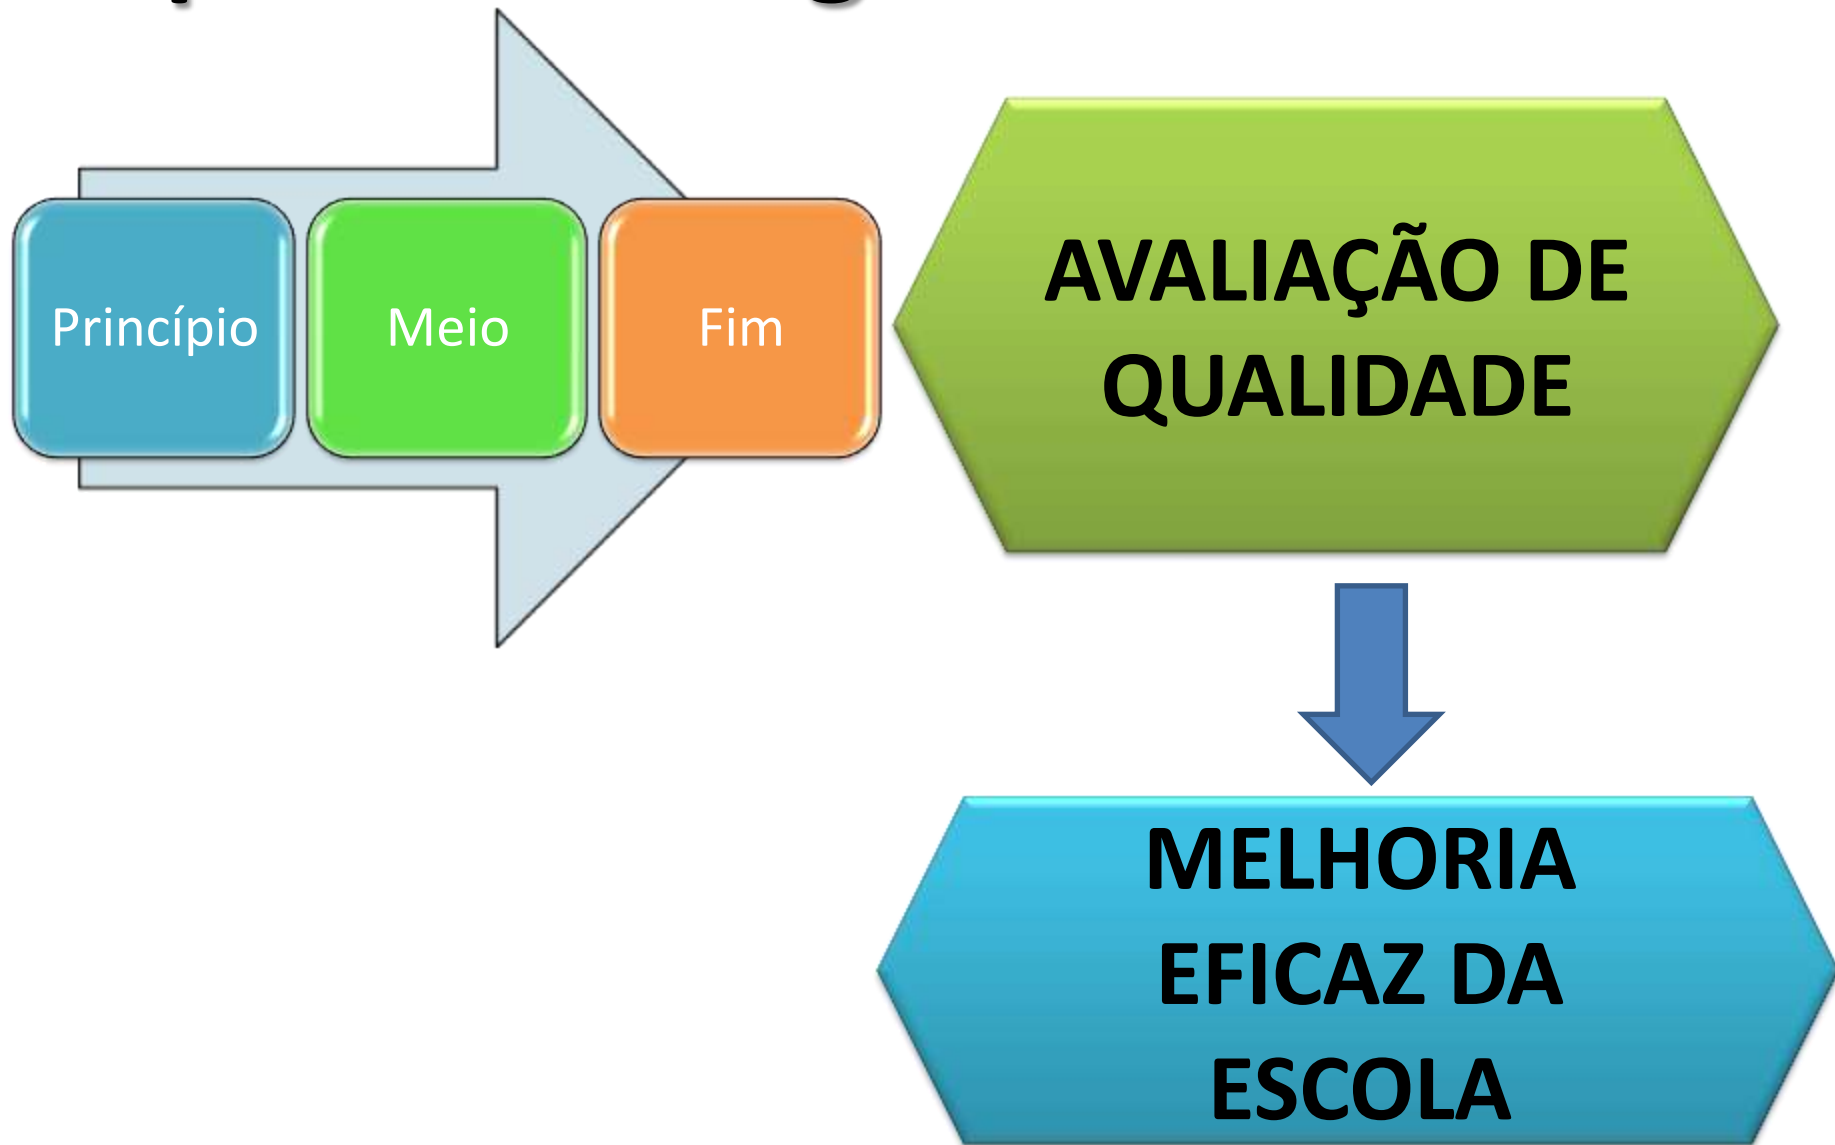 Princípio
Meio
Fim
AVALIAÇÃO DE
QUALIDADE
MELHORIA
EFICAZ DA
ESCOLA